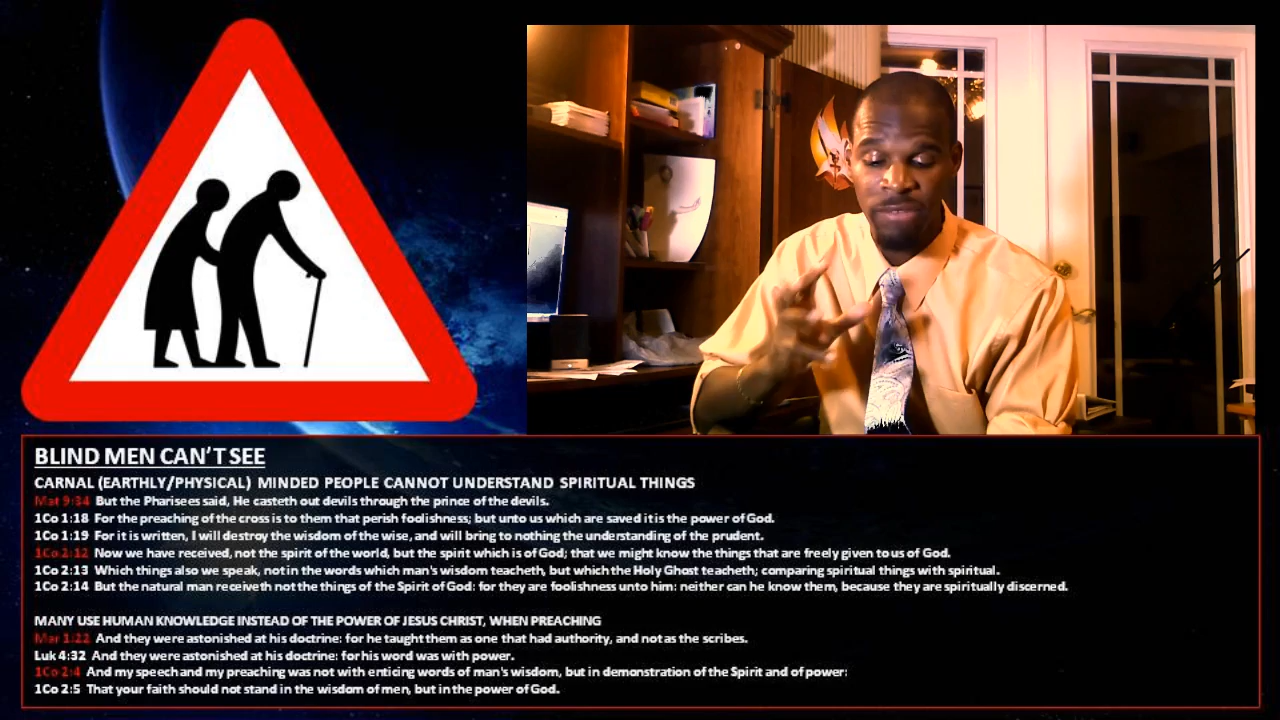 BLIND MEN CAN'T SEE
CARNAL (EARTHLY/PHYSICAL) MINDED PEOPLE CANNOT UNDERSTAND SPIRITUAL THINGS
Mat 9:34 But the Pharisees said, He casteth out devils through the prince of the devils.
1Co 1:18 For the preaching of the cross is to them that perish foolishness; but unto us which are saved it is the power of God.
1Co 1:19 For it is written, I will destroy the wisdom of the wise, and will bring to nothing the understanding of the prudent.
1Co 2:12 Now we have received, not the spirit of the world, but the spirit which is of God; that we might know the things that are freely given to us of God.
1Co 2:13 Which things also we speak, not in the words which man's wisdom teacheth, but which the Holy Ghost teacheth; comparing spiritual things with spiritual.
1Co 2:14 But the natural man receiveth not the things of the Spirit of God: for they are foolishness unto him: neither can he know them, because they are spiritually discerned.
MANY USE HUMAN KNOWLEDGE INSTEAD OF THE POWER OF JESUS CHRIST, WHEN PREACHING
Mar 1:22 And they were astonished at his doctrine: for he taught them as one that had authority, and not as the scribes.
Luk 4:32 And they were astonished at his doctrine: for his word was with power.
1Co 2:4 And my speech and my preaching was not with enticing words of man's wisdom, but in demonstration of the Spirit and of power:
1Co 2:5 That your faith should not stand in the wisdom of men, but in the power of God.